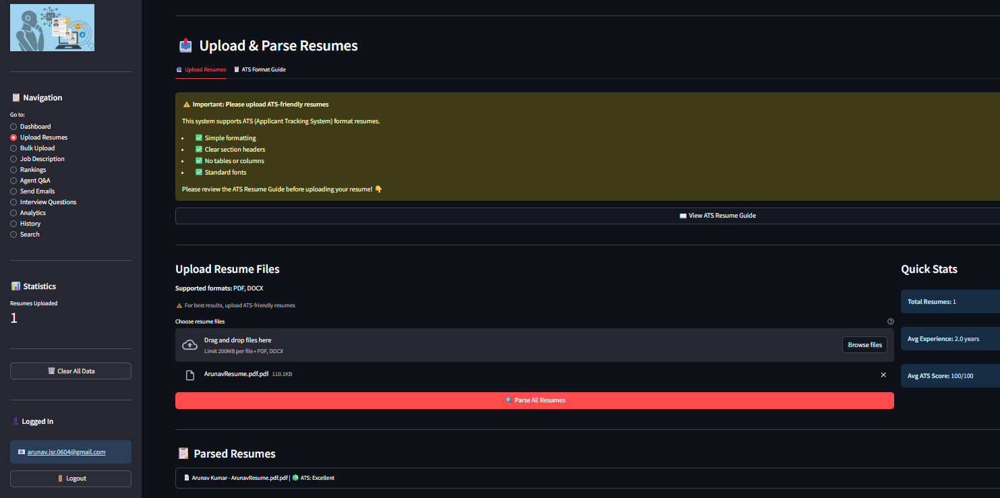 📋 Navigation
Go to:
Dashboard
Upload Resumes
Bulk Upload
Job Description
Rankings
Agent Q&A
Send Emails
Interview Questions
Analytics
History
Search
📊 Statistics
Resumes Uploaded
1
🗑️ Clear All Data
👤 Logged In
📧 arunav.jsr.0604@gmail.com
🚪 Logout
📤 Upload & Parse Resumes
📤 Upload Resumes 📋 ATS Format Guide
⚠️ Important: Please upload ATS-friendly resumes
This system supports ATS (Applicant Tracking System) format resumes.
• ✅ Simple formatting
• ✅ Clear section headers
• ✅ No tables or columns
• ✅ Standard fonts
Please review the ATS Resume Guide before uploading your resume! 👇
📖 View ATS Resume Guide
Upload Resume Files
Supported formats: PDF, DOCX
⚠️ For best results, upload ATS-friendly resumes
Choose resume files
Drag and drop files here
Limit 200MB per file • PDF, DOCX
Browse files
ArunavResume.pdf.pdf 110.1KB
🔍 Parse All Resumes
Quick Stats
Total Resumes: 1
Avg Experience: 2.0 years
Avg ATS Score: 100/100
📋 Parsed Resumes
📄 Arunav Kumar - ArunavResume.pdf.pdf | 🟢 ATS: Excellent